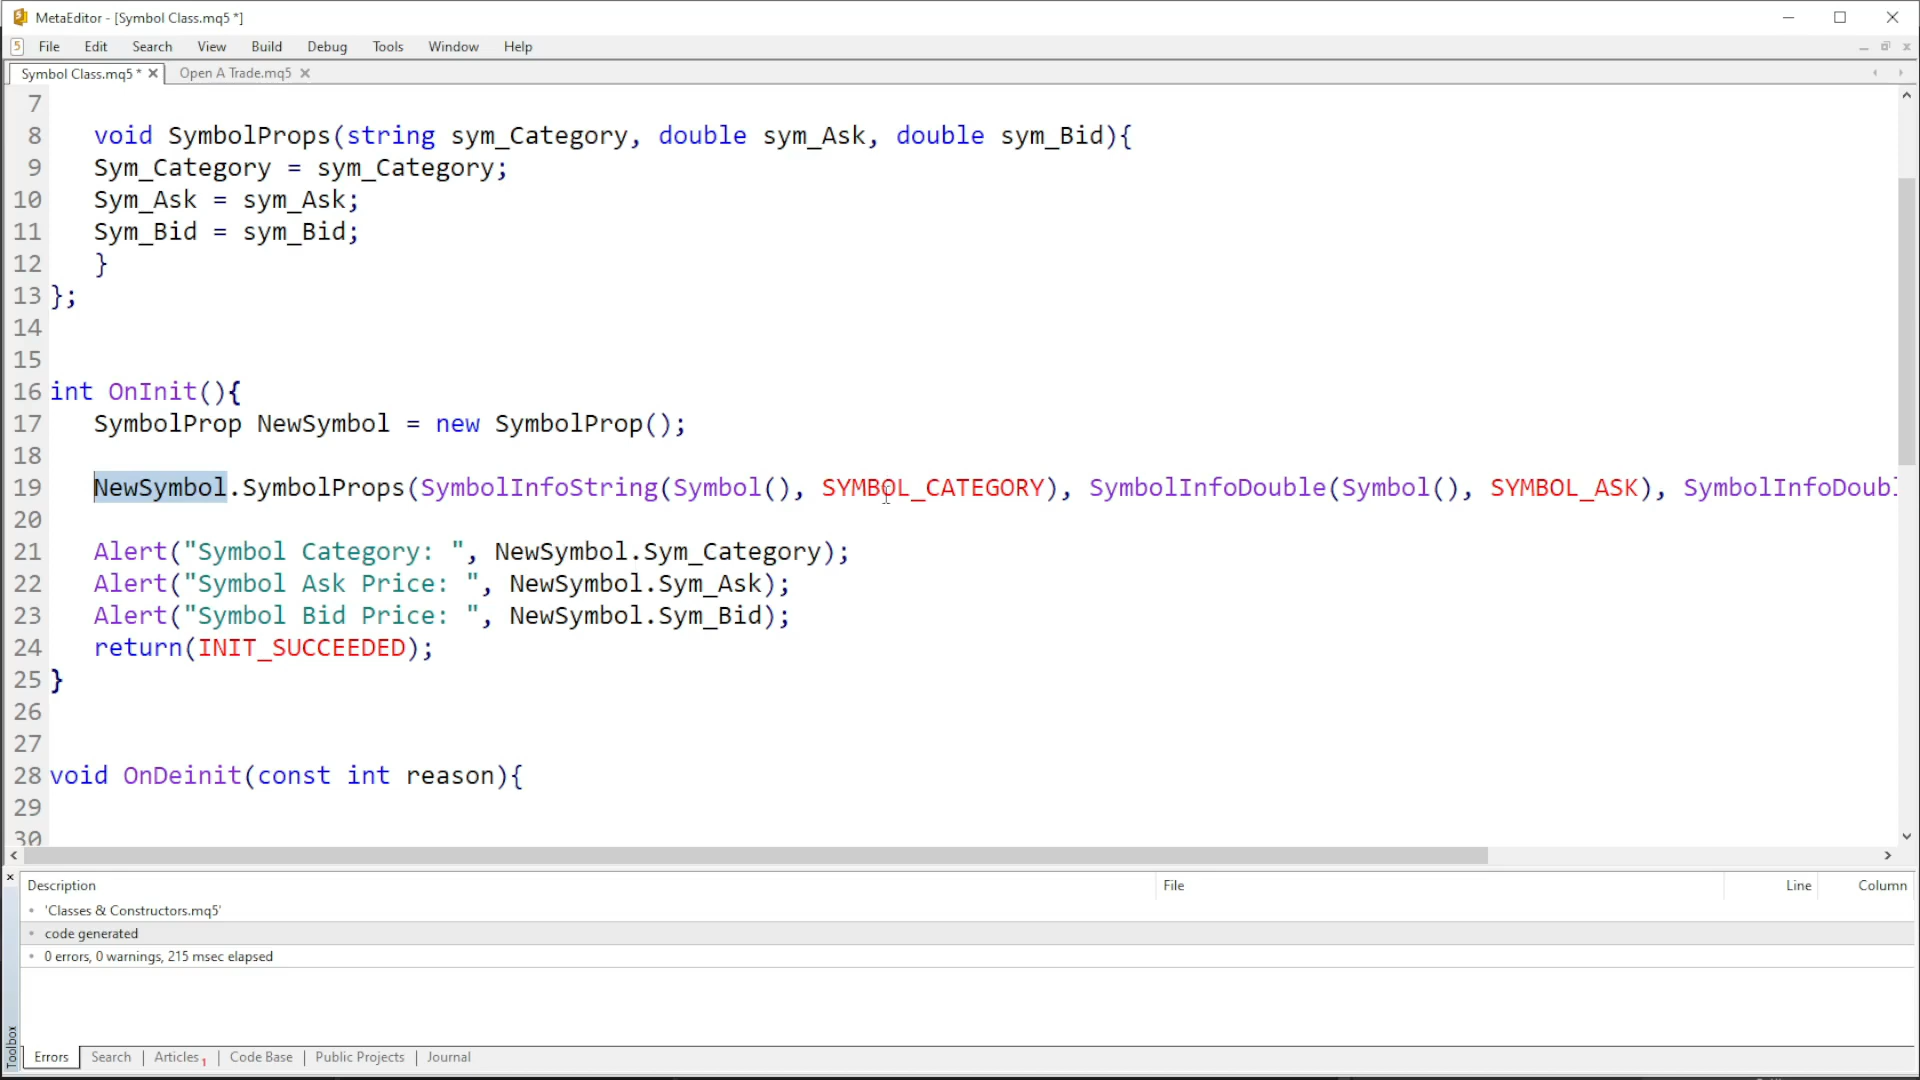 MetaEditor - [Symbol Class.mq5 *]
5 File Edit Search View Build Debug Tools Window Help
Symbol Class.mq5 * Open A Trade.mq5
7
8 void SymbolProps(string sym_Category, double sym_Ask, double sym_Bid){
9 Sym_Category = sym_Category;
10 Sym_Ask = sym_Ask;
11 Sym_Bid = sym_Bid;
12 }
13 };
14
15
16 int OnInit(){
17 SymbolProp NewSymbol = new SymbolProp();
18
19 NewSymbol.SymbolProps(SymbolInfoString(Symbol(), SYMBOL_CATEGORY), SymbolInfoDouble(Symbol(), SYMBOL_ASK), SymbolInfoDoubl
20
21 Alert("Symbol Category: ", NewSymbol.Sym_Category);
22 Alert("Symbol Ask Price: ", NewSymbol.Sym_Ask);
23 Alert("Symbol Bid Price: ", NewSymbol.Sym_Bid);
24 return(INIT_SUCCEEDED);
25 }
26
27
28 void OnDeinit(const int reason){
29
30
Description File Line Column
'Classes & Constructors.mq5'
code generated
0 errors, 0 warnings, 215 msec elapsed
Toolbox
Errors | Search | Articles 1 | Code Base | Public Projects | Journal